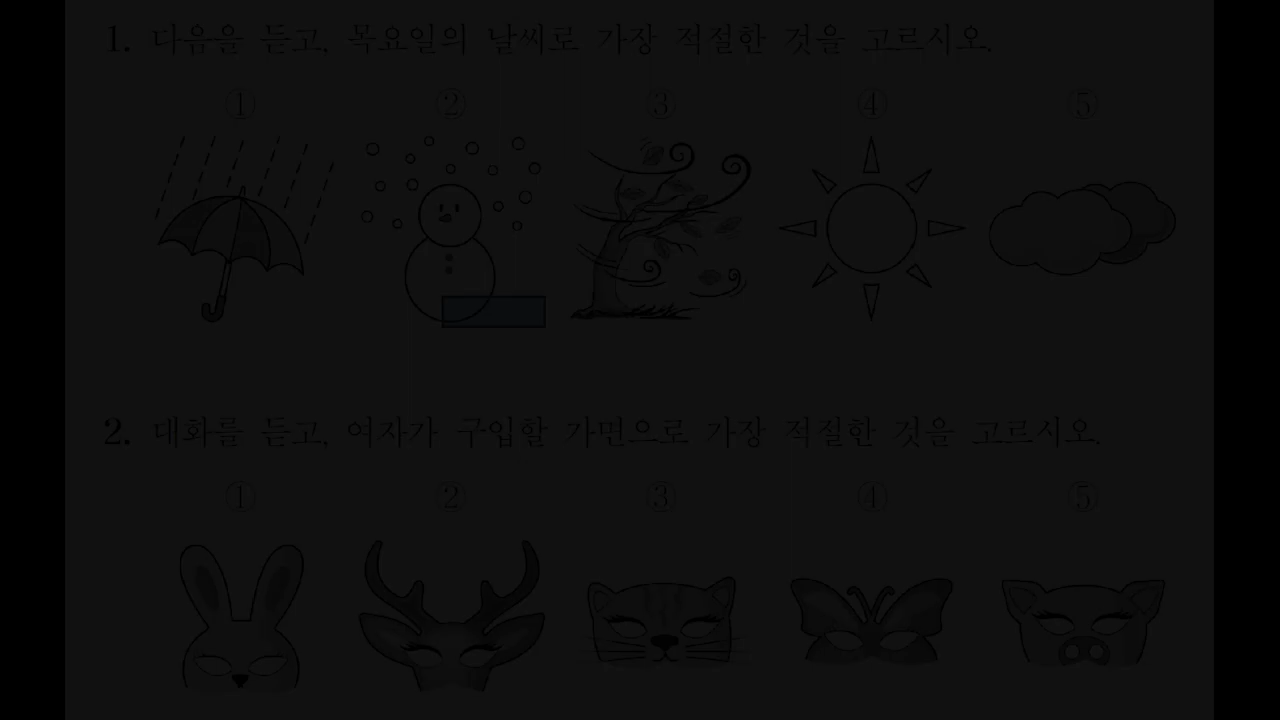 1. 다음을 듣고, 목요일의 날씨로 가장 적절한 것을 고르시오.
① ② ③ ④ ⑤
2. 대화를 듣고, 여자가 구입할 가면으로 가장 적절한 것을 고르시오.
① ② ③ ④ ⑤